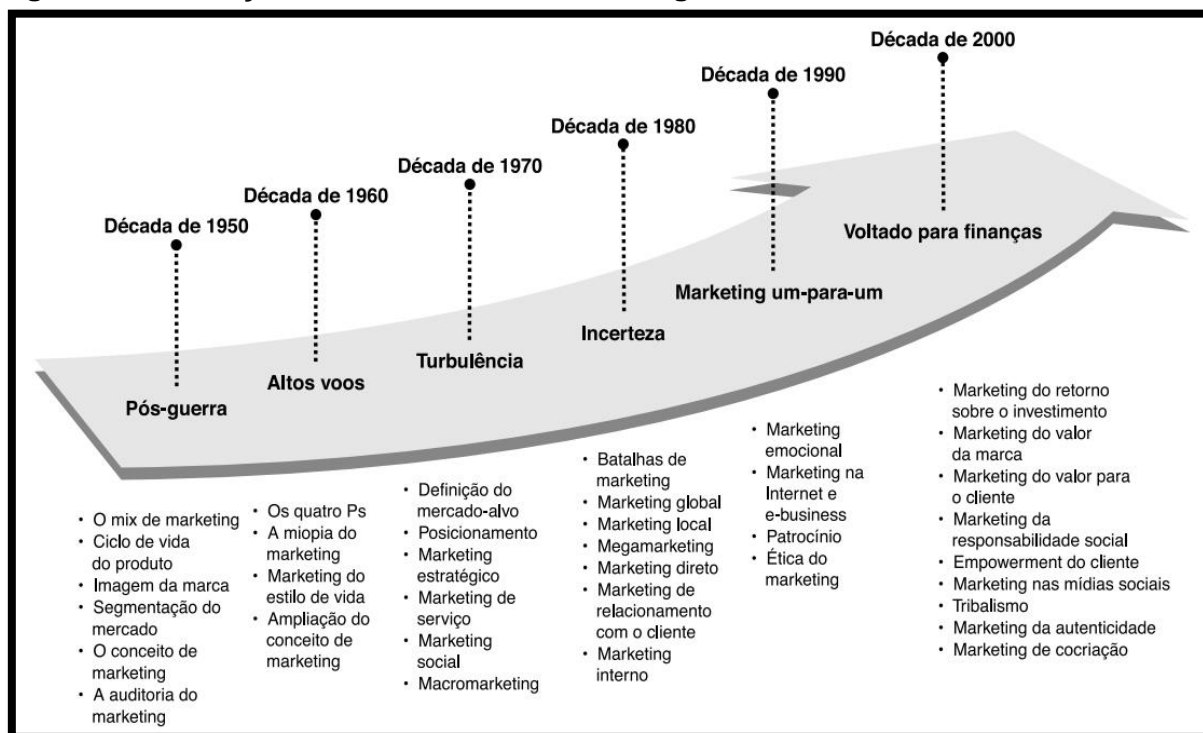 Década de 1950
Década de 1960
Década de 1970
Década de 1980
Década de 1990
Década de 2000
Pós-guerra
Altos voos
Turbulência
Incerteza
Marketing um-para-um
Voltado para finanças
• O mix de marketing
• Ciclo de vida
do produto
• Imagem da marca
• Segmentação do
mercado
• O conceito de
marketing
• A auditoria do
marketing
• Os quatro Ps
• A miopia do
marketing
• Marketing do
estilo de vida
• Ampliação do
conceito de
marketing
• Definição do
mercado-alvo
• Posicionamento
• Marketing
estratégico
• Marketing de
serviço
• Marketing
social
• Macromarketing
• Batalhas de
marketing
• Marketing global
• Marketing local
• Megamarketing
• Marketing direto
• Marketing de
relacionamento
com o cliente
• Marketing
interno
• Marketing
emocional
• Marketing na
Internet e
e-business
• Patrocínio
• Ética do
marketing
• Marketing do retorno
sobre o investimento
• Marketing do valor
da marca
• Marketing do valor para
o cliente
• Marketing da
responsabilidade social
• Empowerment do cliente
• Marketing nas mídias sociais
• Tribalismo
• Marketing da autenticidade
• Marketing de cocriação